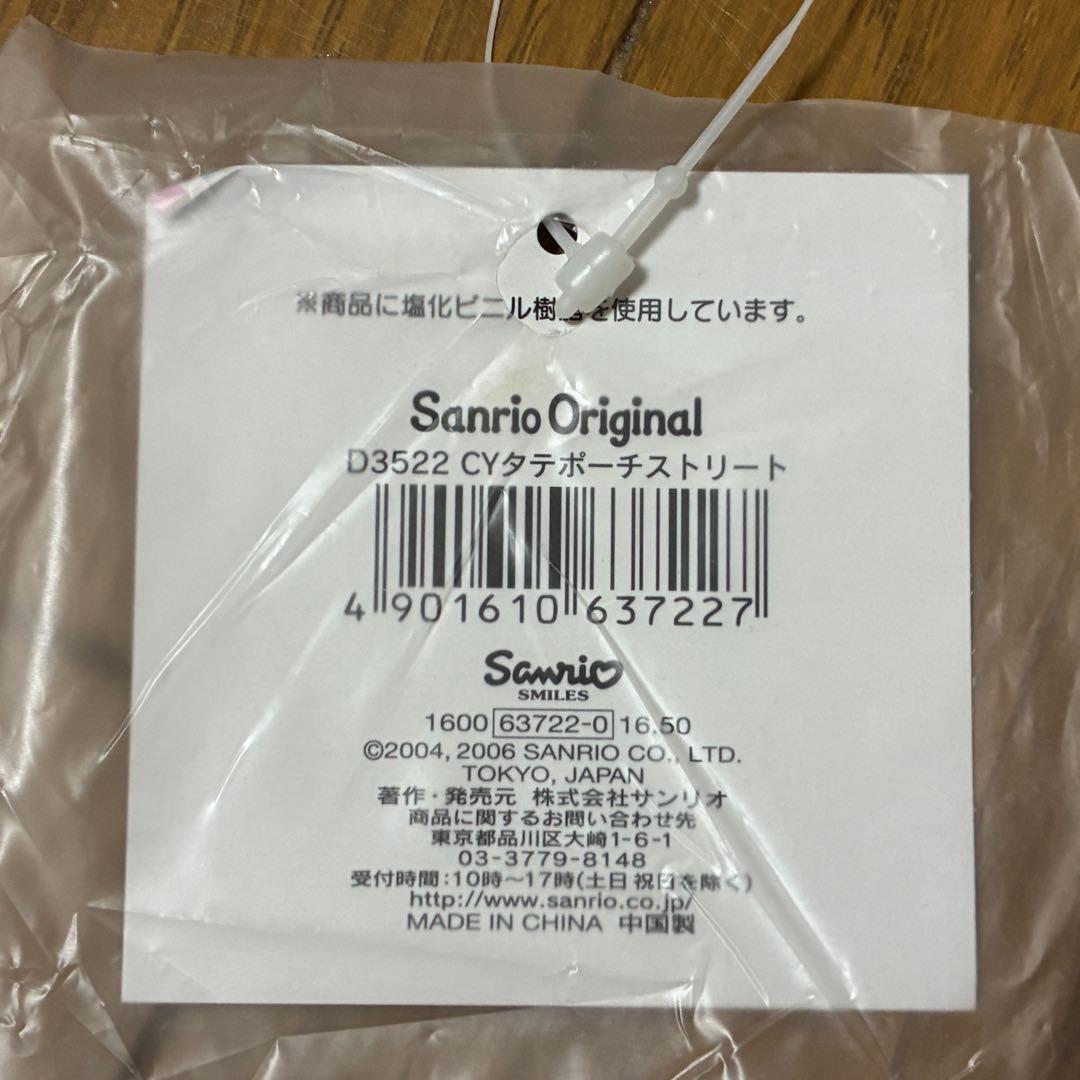 ※商品に塩化ビニル樹脂を使用しています。
Sanrio Original
D3522 CYタテポーチストリート
4 901610 637227
Sanrio
SMILES
1600 63722-0 16.50
©2004, 2006 SANRIO CO., LTD.
TOKYO, JAPAN
著作・発売元 株式会社サンリオ
商品に関するお問い合わせ先
東京都品川区大崎1-6-1
03-3779-8148
受付時間:10時〜17時(土日祝日を除く)
http://www.sanrio.co.jp/
MADE IN CHINA 中国製